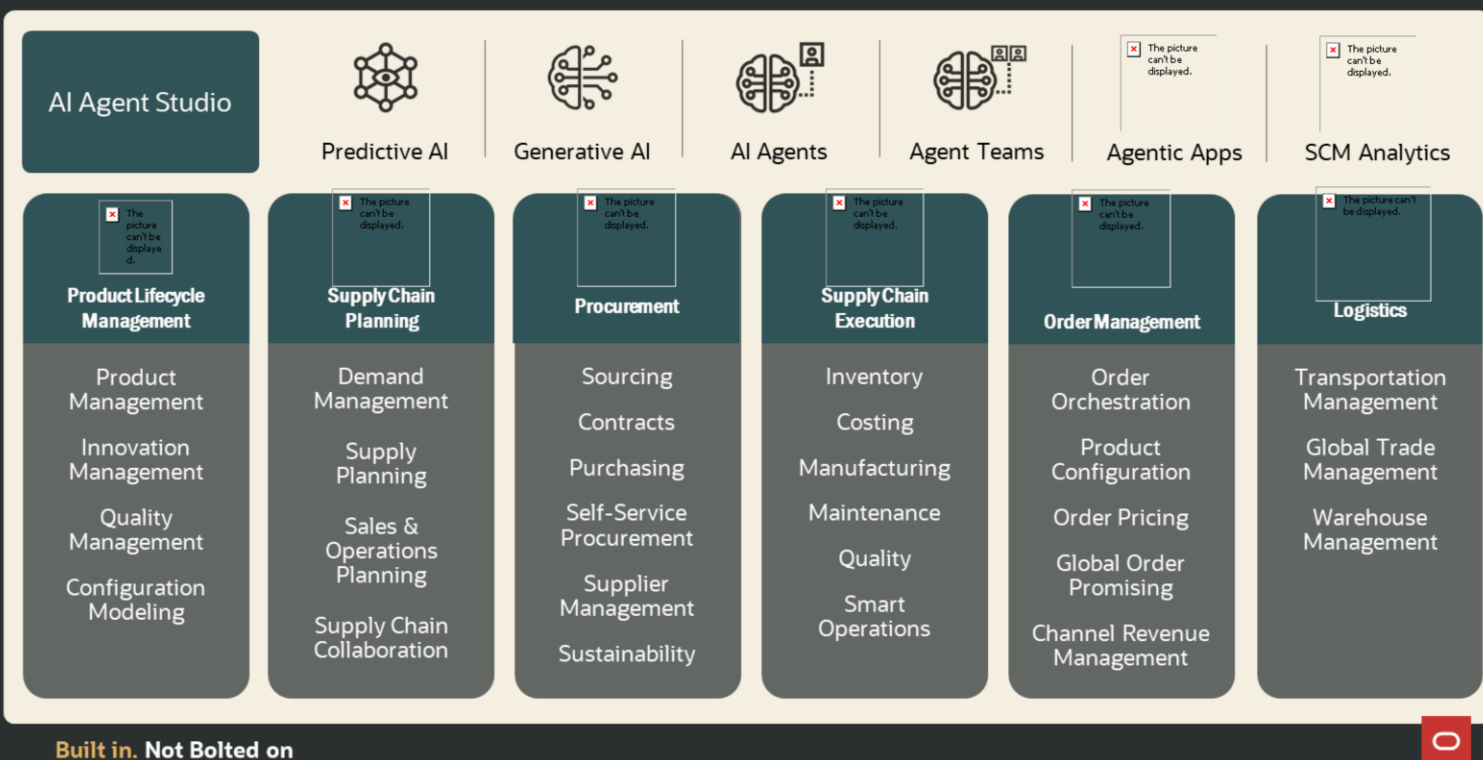 AI Agent Studio
The picture
can't be
displayed.
The picture
can't be
displayed.
Predictive AI
Generative AI
AI Agents
Agent Teams
Agentic Apps
SCM Analytics
The
picture
can't be
displaye
d.
Product Lifecycle
Management
Product
Management
Innovation
Management
Quality
Management
Configuration
Modeling
The picture
can't be
displayed.
Supply Chain
Planning
Demand
Management
Supply
Planning
Sales &
Operations
Planning
Supply Chain
Collaboration
The picture
can't be
displayed.
Procurement
Sourcing
Contracts
Purchasing
Self-Service
Procurement
Supplier
Management
Sustainability
The picture
can't be
displayed.
Supply Chain
Execution
Inventory
Costing
Manufacturing
Maintenance
Quality
Smart
Operations
The picture
can't be
displayed.
Order Management
Order
Orchestration
Product
Configuration
Order Pricing
Global Order
Promising
Channel Revenue
Management
The picture can't
be displayed.
Logistics
Transportation
Management
Global Trade
Management
Warehouse
Management
Built in. Not Bolted on